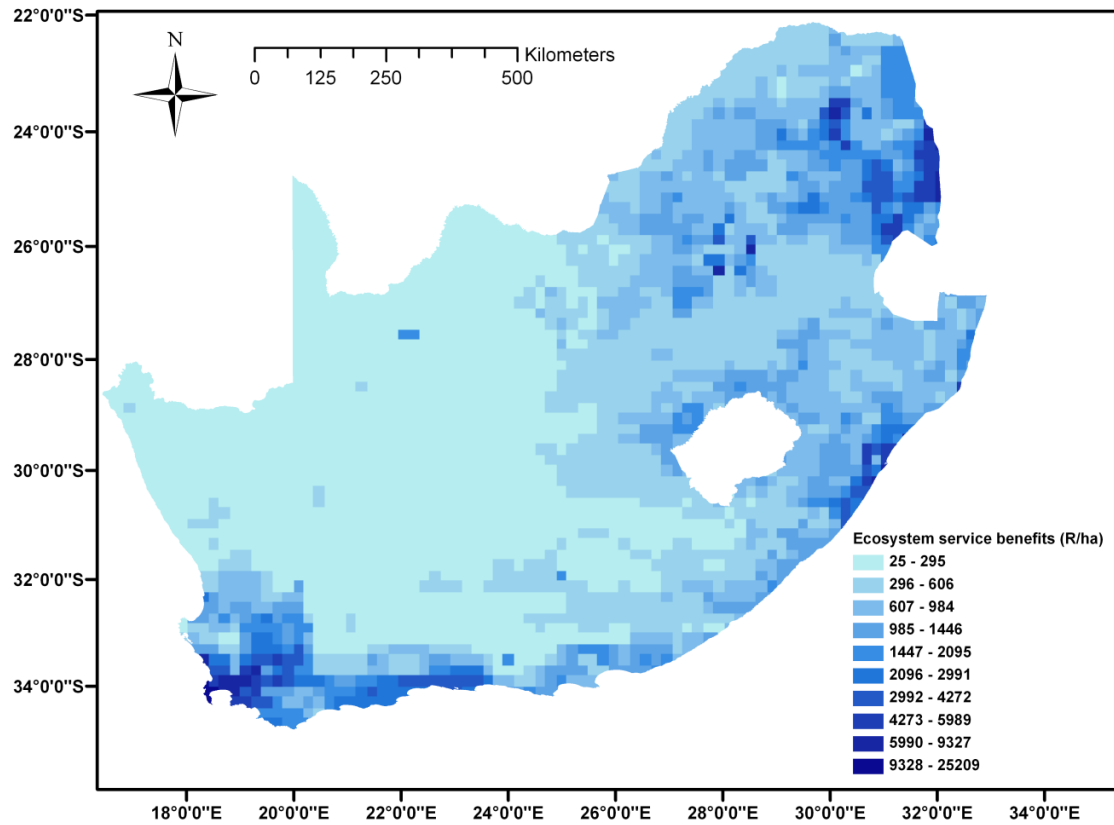 22°0'0"S
24°0'0"S
26°0'0"S
28°0'0"S
30°0'0"S
32°0'0"S
34°0'0"S
N
Kilometers
0 125 250 500
Ecosystem service benefits (R/ha)
25 - 295
296 - 606
607 - 984
985 - 1446
1447 - 2095
2096 - 2991
2992 - 4272
4273 - 5989
5990 - 9327
9328 - 25209
18°0'0"E 20°0'0"E 22°0'0"E 24°0'0"E 26°0'0"E 28°0'0"E 30°0'0"E 32°0'0"E 34°0'0"E